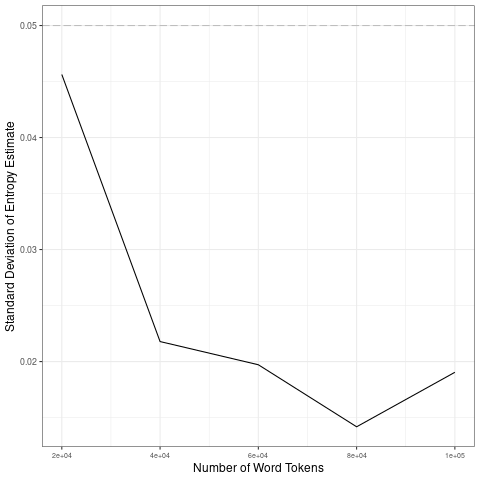 Standard Deviation of Entropy Estimate
0.05
0.04
0.03
0.02
2e+04 4e+04 6e+04 8e+04 1e+05
Number of Word Tokens